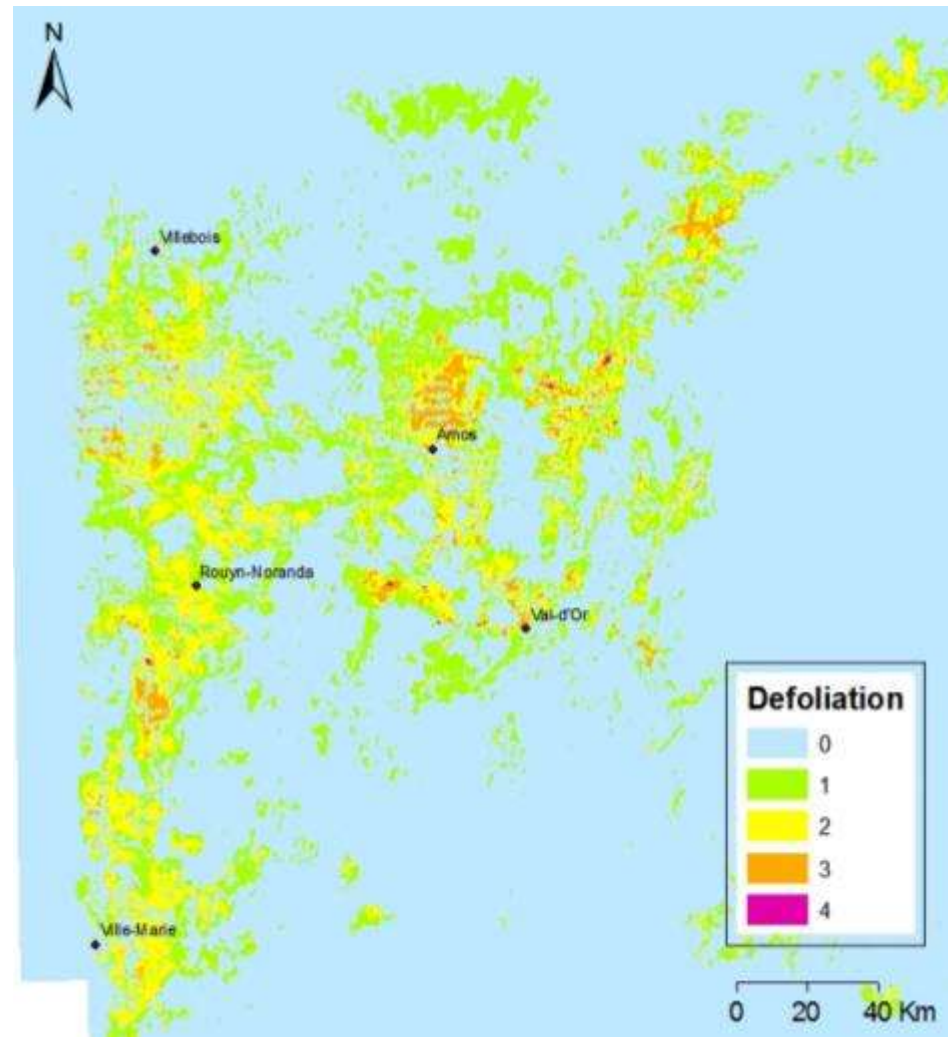 N
Villebois
Amos
Rouyn-Noranda
Val-d'Or
Defoliation
0
1
2
3
4
Ville-Marie
0 20 40 Km